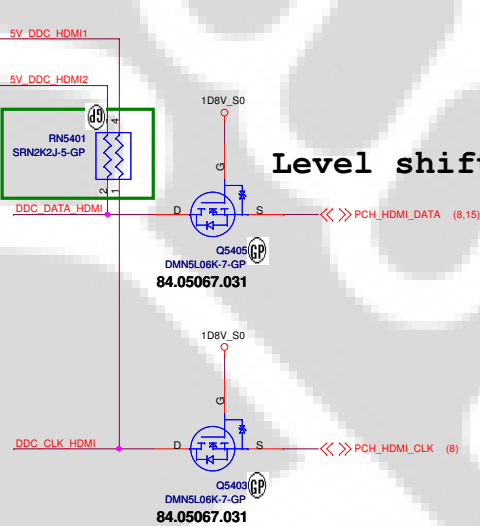 5V_DDC_HDMI1
5V_DDC_HDMI2
GP
3 4
RN5401
SRN2K2J-5-GP
2 1
1D8V_S0
G
Level shift
DDC_DATA_HDMI
D
S
PCH_HDMI_DATA (8,15)
Q5405
GP
DMN5L06K-7-GP
84.05067.031
1D8V_S0
G
DDC_CLK_HDMI
D
S
PCH_HDMI_CLK (8)
Q5403
GP
DMN5L06K-7-GP
84.05067.031